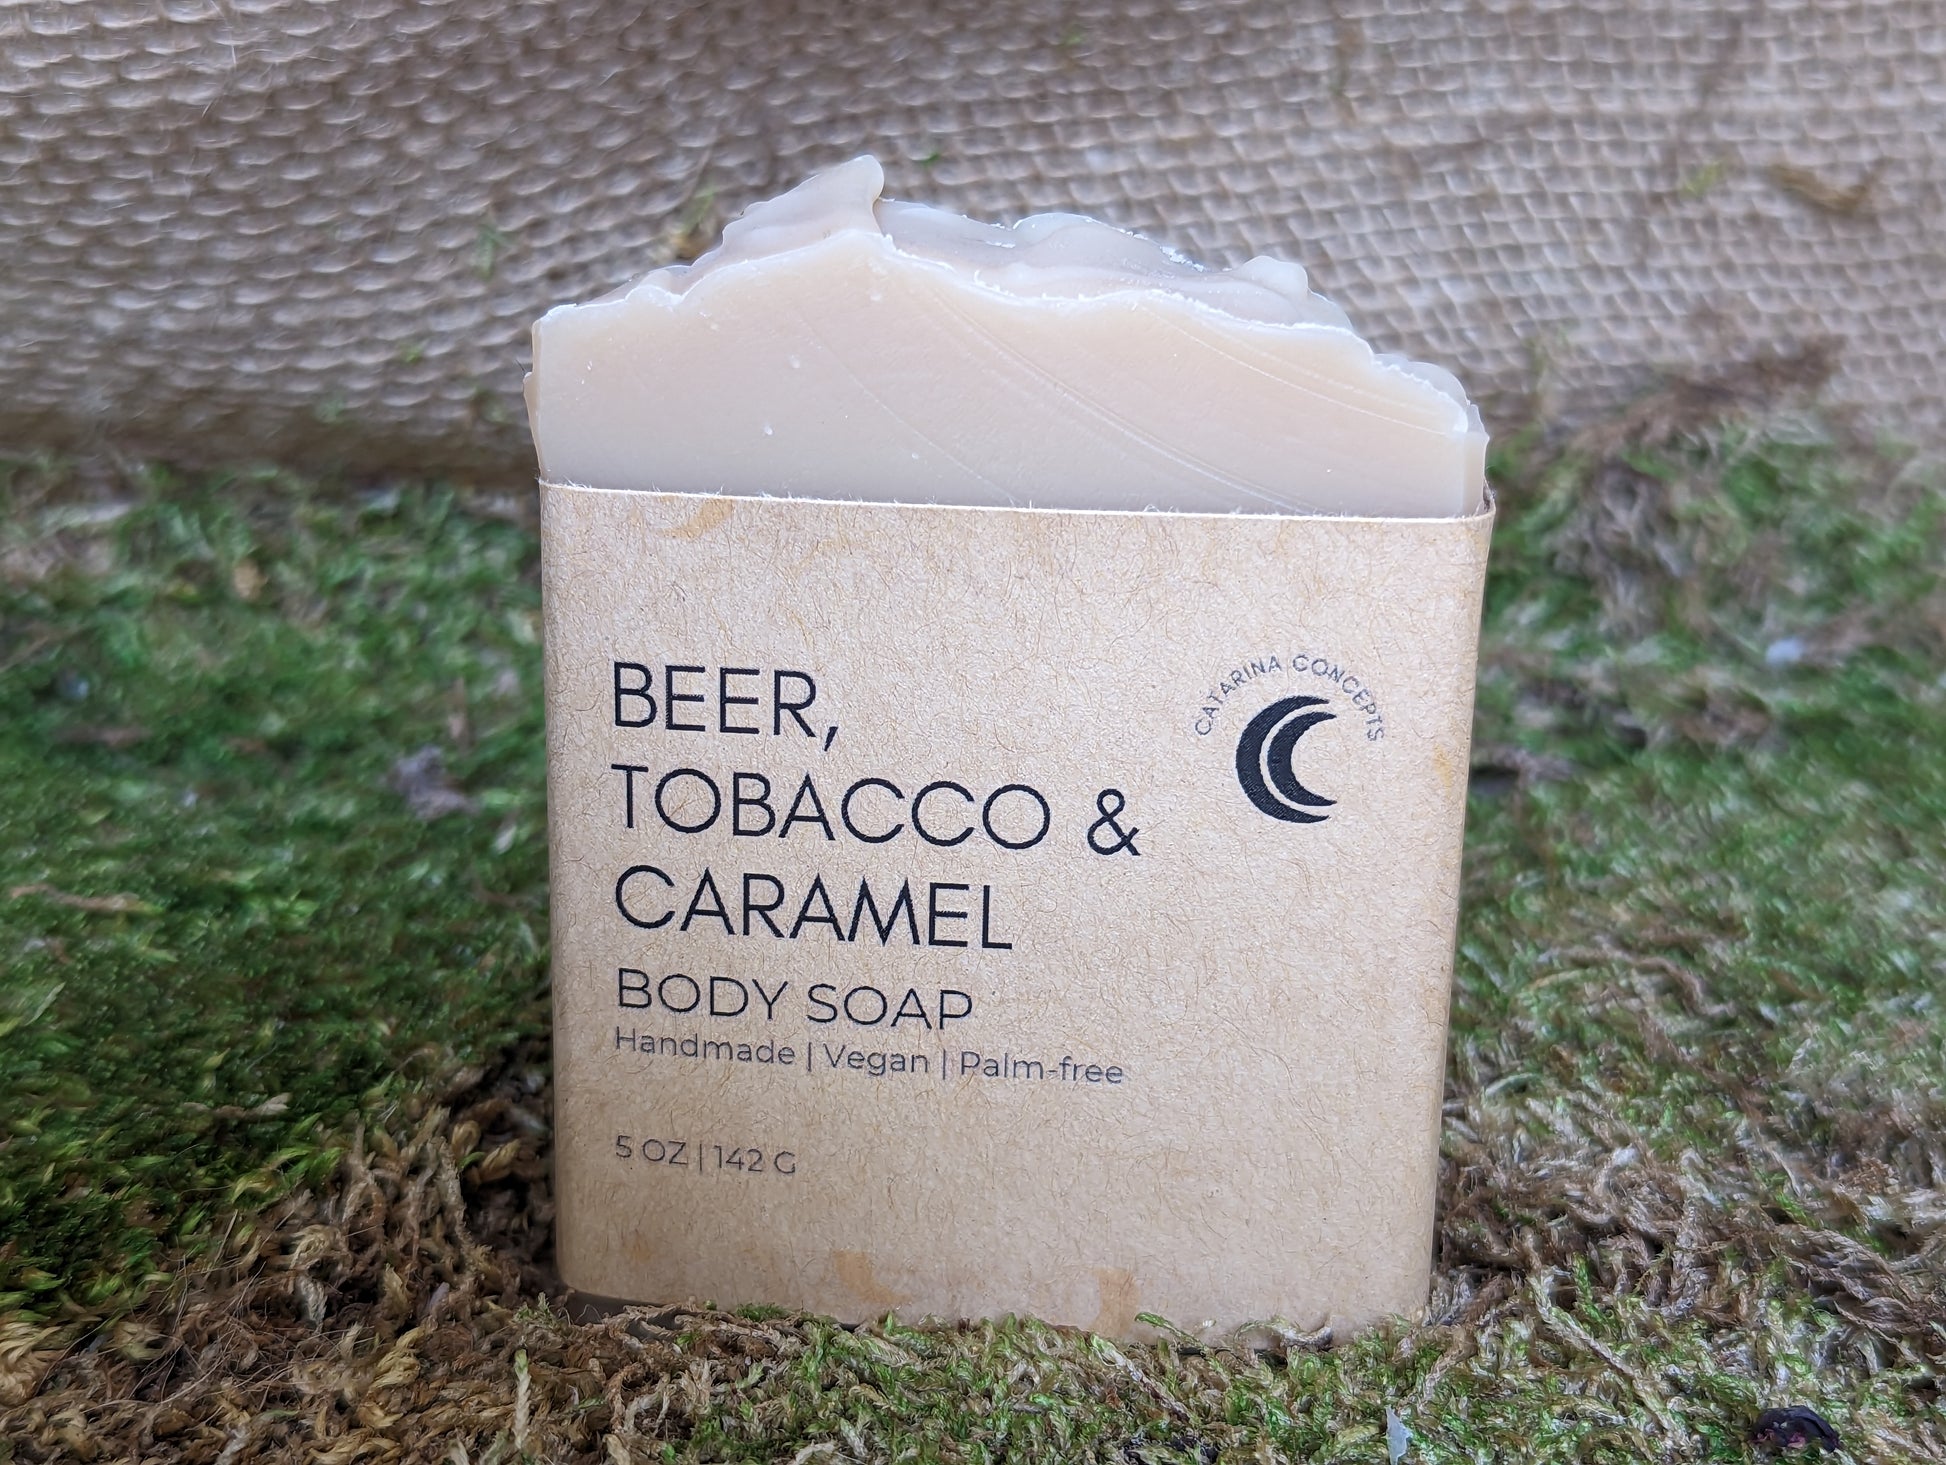 BEER,
TOBACCO &
CARAMEL
CATARINA CONCEPTS
BODY SOAP
Handmade | Vegan | Palm-free
5 OZ | 142 G